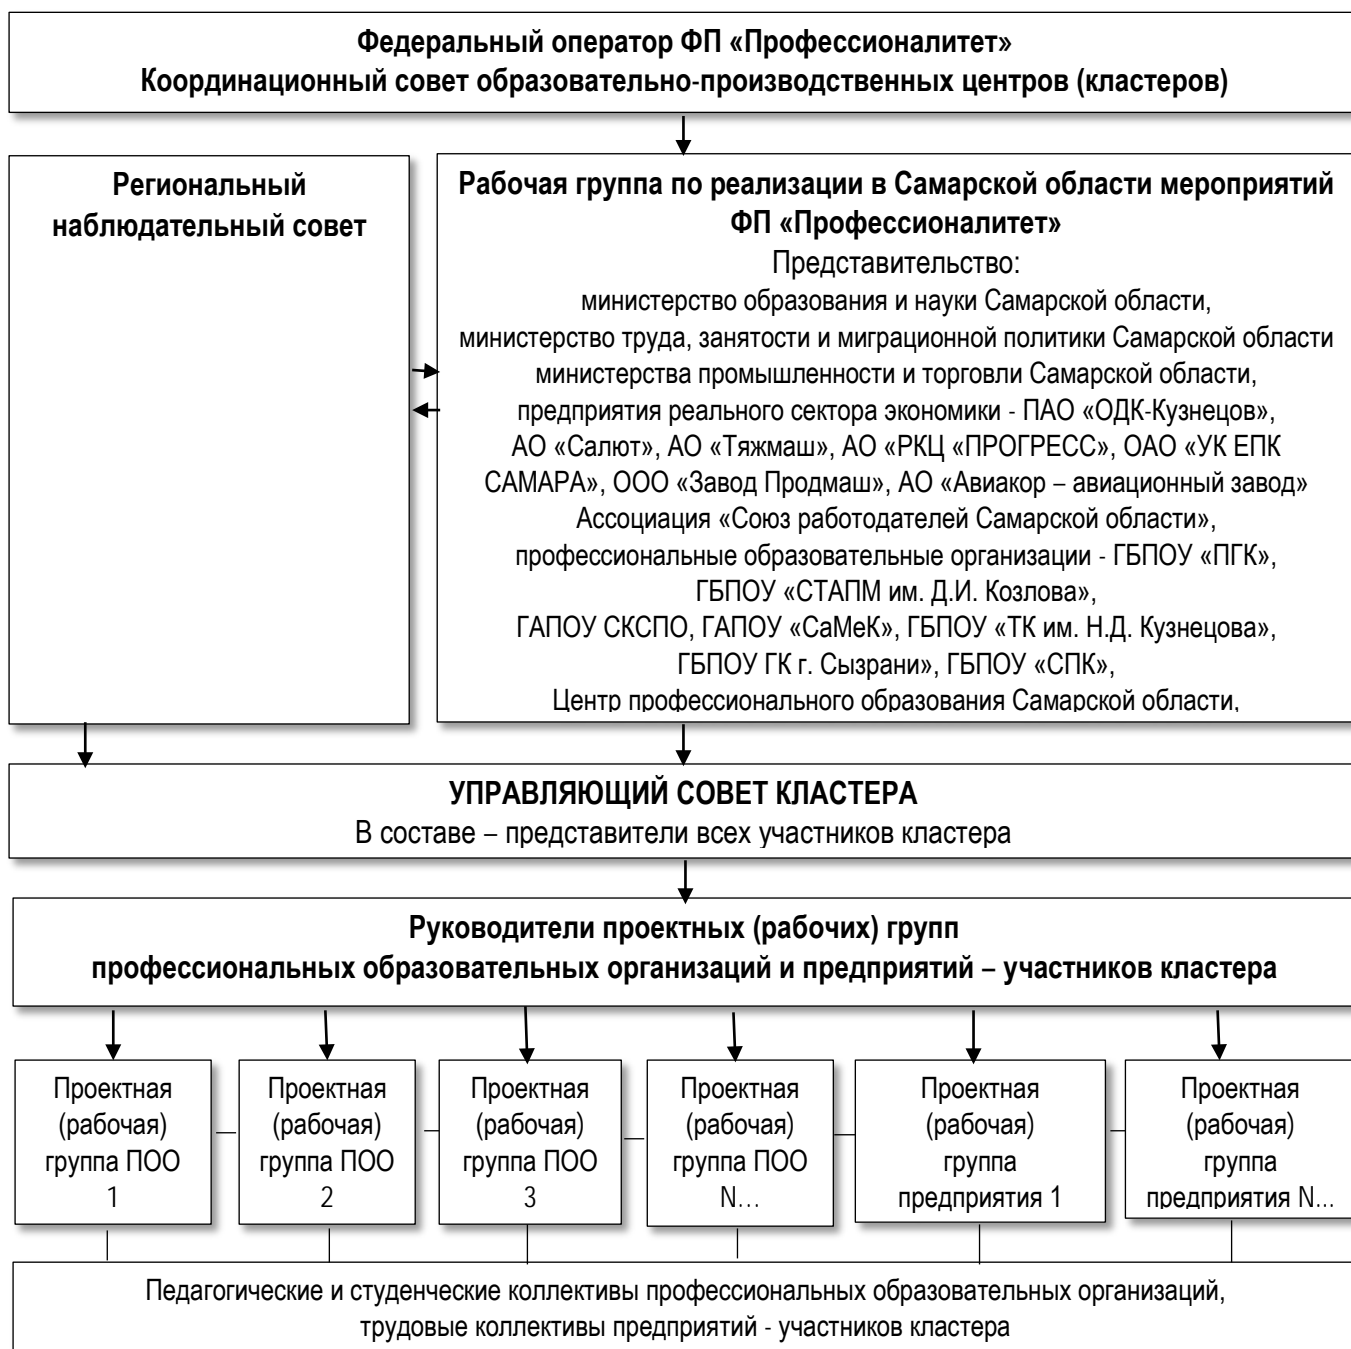 Федеральный оператор ФП «Профессионалитет»
Координационный совет образовательно-производственных центров (кластеров)
Региональный
наблюдательный совет
Рабочая группа по реализации в Самарской области мероприятий
ФП «Профессионалитет»
Представительство:
министерство образования и науки Самарской области,
министерство труда, занятости и миграционной политики Самарской области
министерства промышленности и торговли Самарской области,
предприятия реального сектора экономики - ПАО «ОДК-Кузнецов»,
АО «Салют», АО «Тяжмаш», АО «РКЦ «ПРОГРЕСС», ОАО «УК ЕПК
САМАРА», ООО «Завод Продмаш», АО «Авиакор – авиационный завод»
Ассоциация «Союз работодателей Самарской области»,
профессиональные образовательные организации - ГБПОУ «ПГК»,
ГБПОУ «СТАПМ им. Д.И. Козлова»,
ГАПОУ СКСПО, ГАПОУ «СаМеК», ГБПОУ «ТК им. Н.Д. Кузнецова»,
ГБПОУ ГК г. Сызрани», ГБПОУ «СПК»,
Центр профессионального образования Самарской области,
УПРАВЛЯЮЩИЙ СОВЕТ КЛАСТЕРА
В составе – представители всех участников кластера
Руководители проектных (рабочих) групп
профессиональных образовательных организаций и предприятий – участников кластера
Проектная
(рабочая)
группа ПОО
1
Проектная
(рабочая)
группа ПОО
2
Проектная
(рабочая)
группа ПОО
3
Проектная
(рабочая)
группа ПОО
N…
Проектная
(рабочая)
группа
предприятия 1
Проектная
(рабочая)
группа
предприятия N...
Педагогические и студенческие коллективы профессиональных образовательных организаций,
трудовые коллективы предприятий - участников кластера